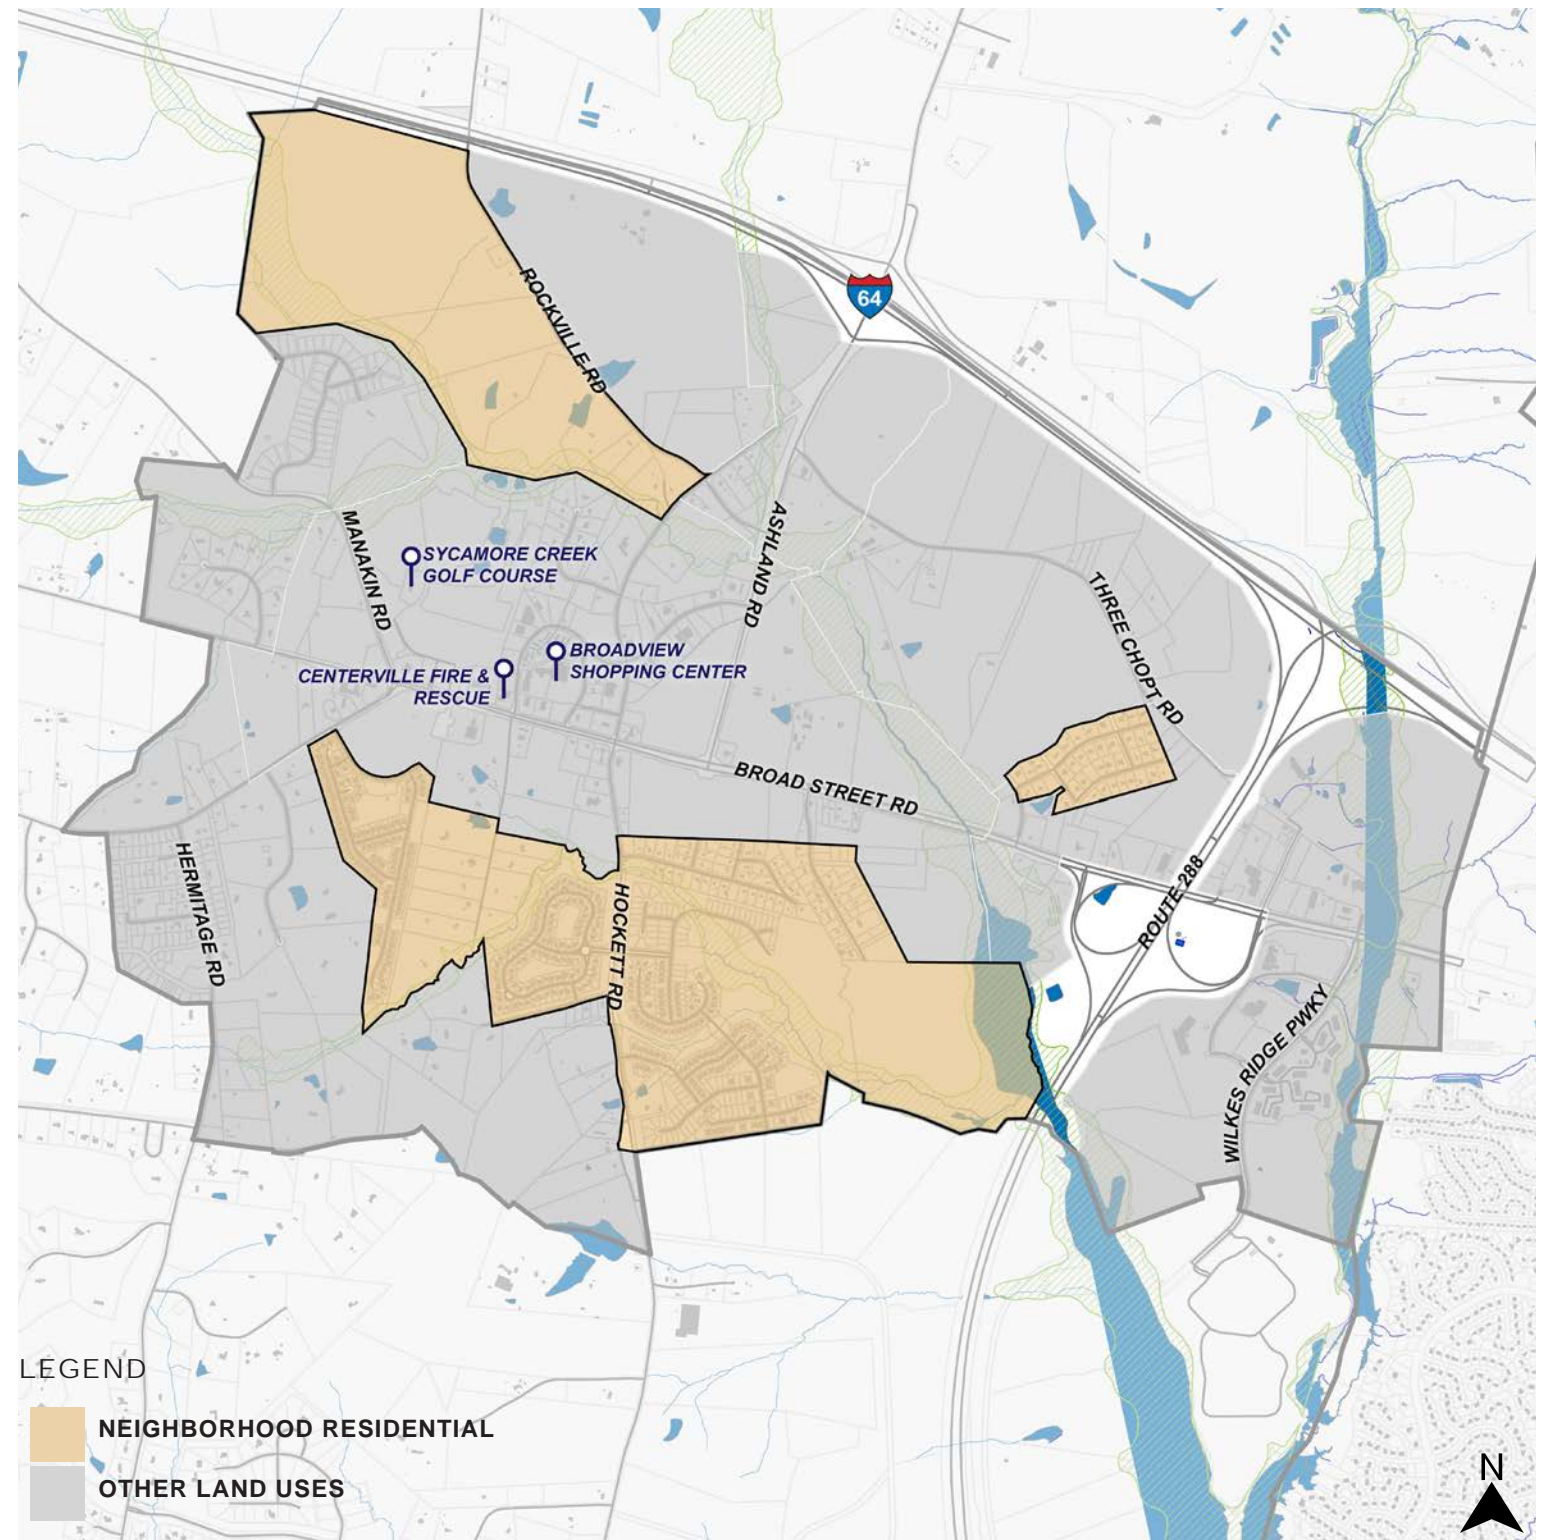 64
ROCKVILLE RD
ASHLAND RD
MANAKIN RD
SYCAMORE CREEK
GOLF COURSE
THREE CHOPT RD
BROADVIEW
SHOPPING CENTER
CENTERVILLE FIRE &
RESCUE
BROAD STREET RD
HERMITAGE RD
HOCKETT RD
ROUTE 288
WILKES RIDGE PWKY
LEGEND
NEIGHBORHOOD RESIDENTIAL
OTHER LAND USES
N